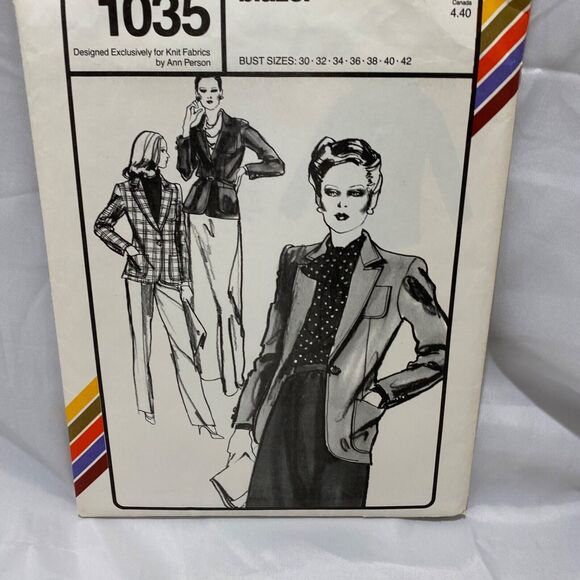 1035
blazer
Canada
4.40
Designed Exclusively for Knit Fabrics
by Ann Person
BUST SIZES: 30 · 32 · 34 · 36 · 38 · 40 · 42